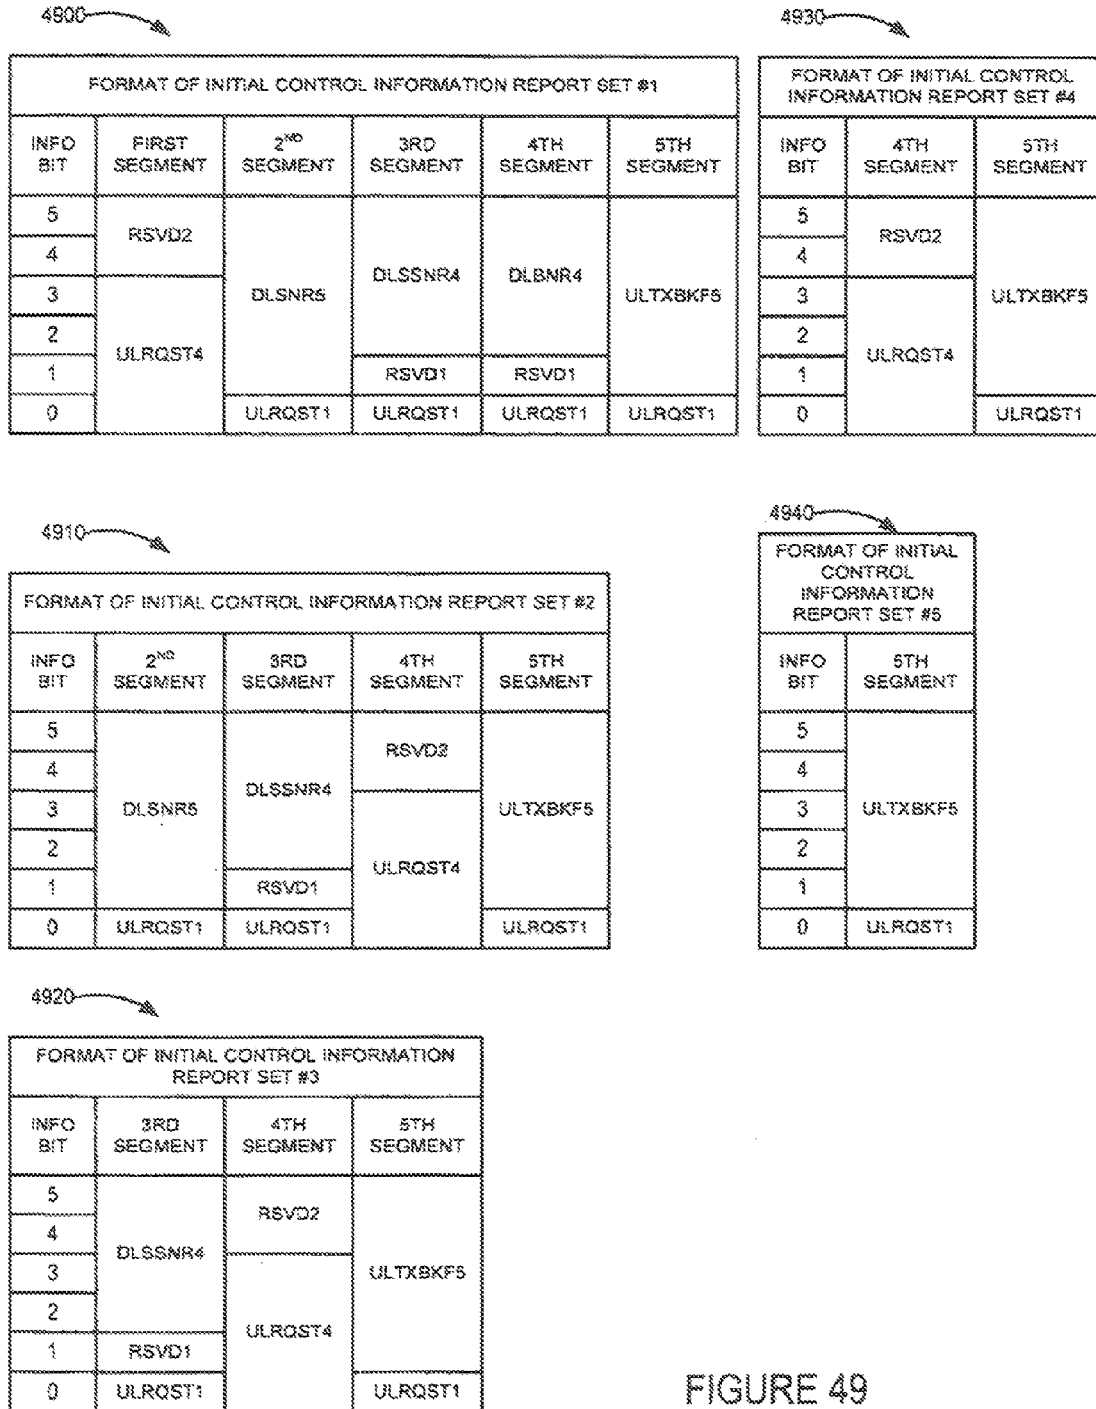 4900
FORMAT OF INITIAL CONTROL INFORMATION REPORT SET #1
INFO BIT FIRST SEGMENT 2ND SEGMENT 3RD SEGMENT 4TH SEGMENT 5TH SEGMENT
5 RSVD2 DLSNR5 DLSSNR4 DLBNR4 ULTXBKF5
4
3 ULRQST4
2
1 RSVD1 RSVD1
0 ULRQST1 ULRQST1 ULRQST1 ULRQST1
4930
FORMAT OF INITIAL CONTROL
INFORMATION REPORT SET #4
INFO BIT 4TH SEGMENT 5TH SEGMENT
5 RSVD2 ULTXBKF5
4
3 ULRQST4
2
1
0 ULRQST1
4910
FORMAT OF INITIAL CONTROL INFORMATION REPORT SET #2
INFO BIT 2ND SEGMENT 3RD SEGMENT 4TH SEGMENT 5TH SEGMENT
5 DLSNR5 DLSSNR4 RSVD2 ULTXBKF5
4
3 ULRQST4
2
1 RSVD1
0 ULRQST1 ULRQST1 ULRQST1
4940
FORMAT OF INITIAL
CONTROL
INFORMATION
REPORT SET #5
INFO BIT 5TH SEGMENT
5 ULTXBKF5
4
3
2
1
0 ULRQST1
4920
FORMAT OF INITIAL CONTROL INFORMATION
REPORT SET #3
INFO BIT 3RD SEGMENT 4TH SEGMENT 5TH SEGMENT
5 DLSSNR4 RSVD2 ULTXBKF5
4
3 ULRQST4
2
1 RSVD1
0 ULRQST1 ULRQST1
FIGURE 49